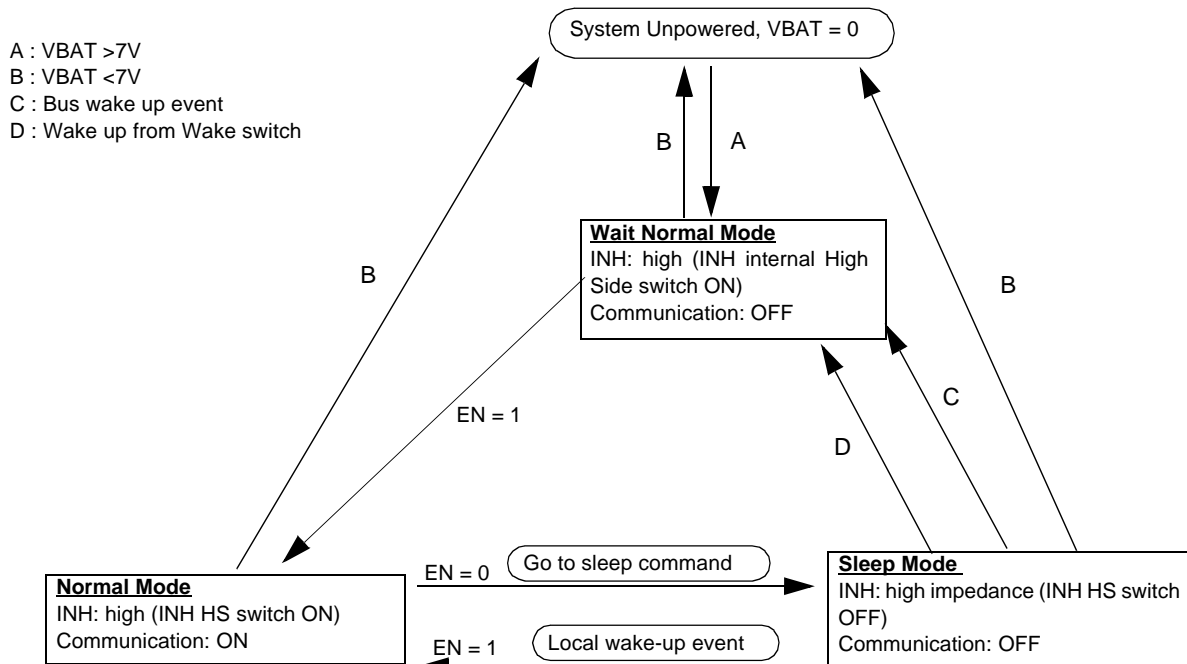 System Unpowered, VBAT = 0
A : VBAT >7V
B : VBAT <7V
C : Bus wake up event
D : Wake up from Wake switch
B
A
Wait Normal Mode
INH: high (INH internal High
Side switch ON)
Communication: OFF
B
B
EN = 1
C
D
Normal Mode
INH: high (INH HS switch ON)
Communication: ON
EN = 0
Go to sleep command
EN = 1
Local wake-up event
Sleep Mode
INH: high impedance (INH HS switch
OFF)
Communication: OFF